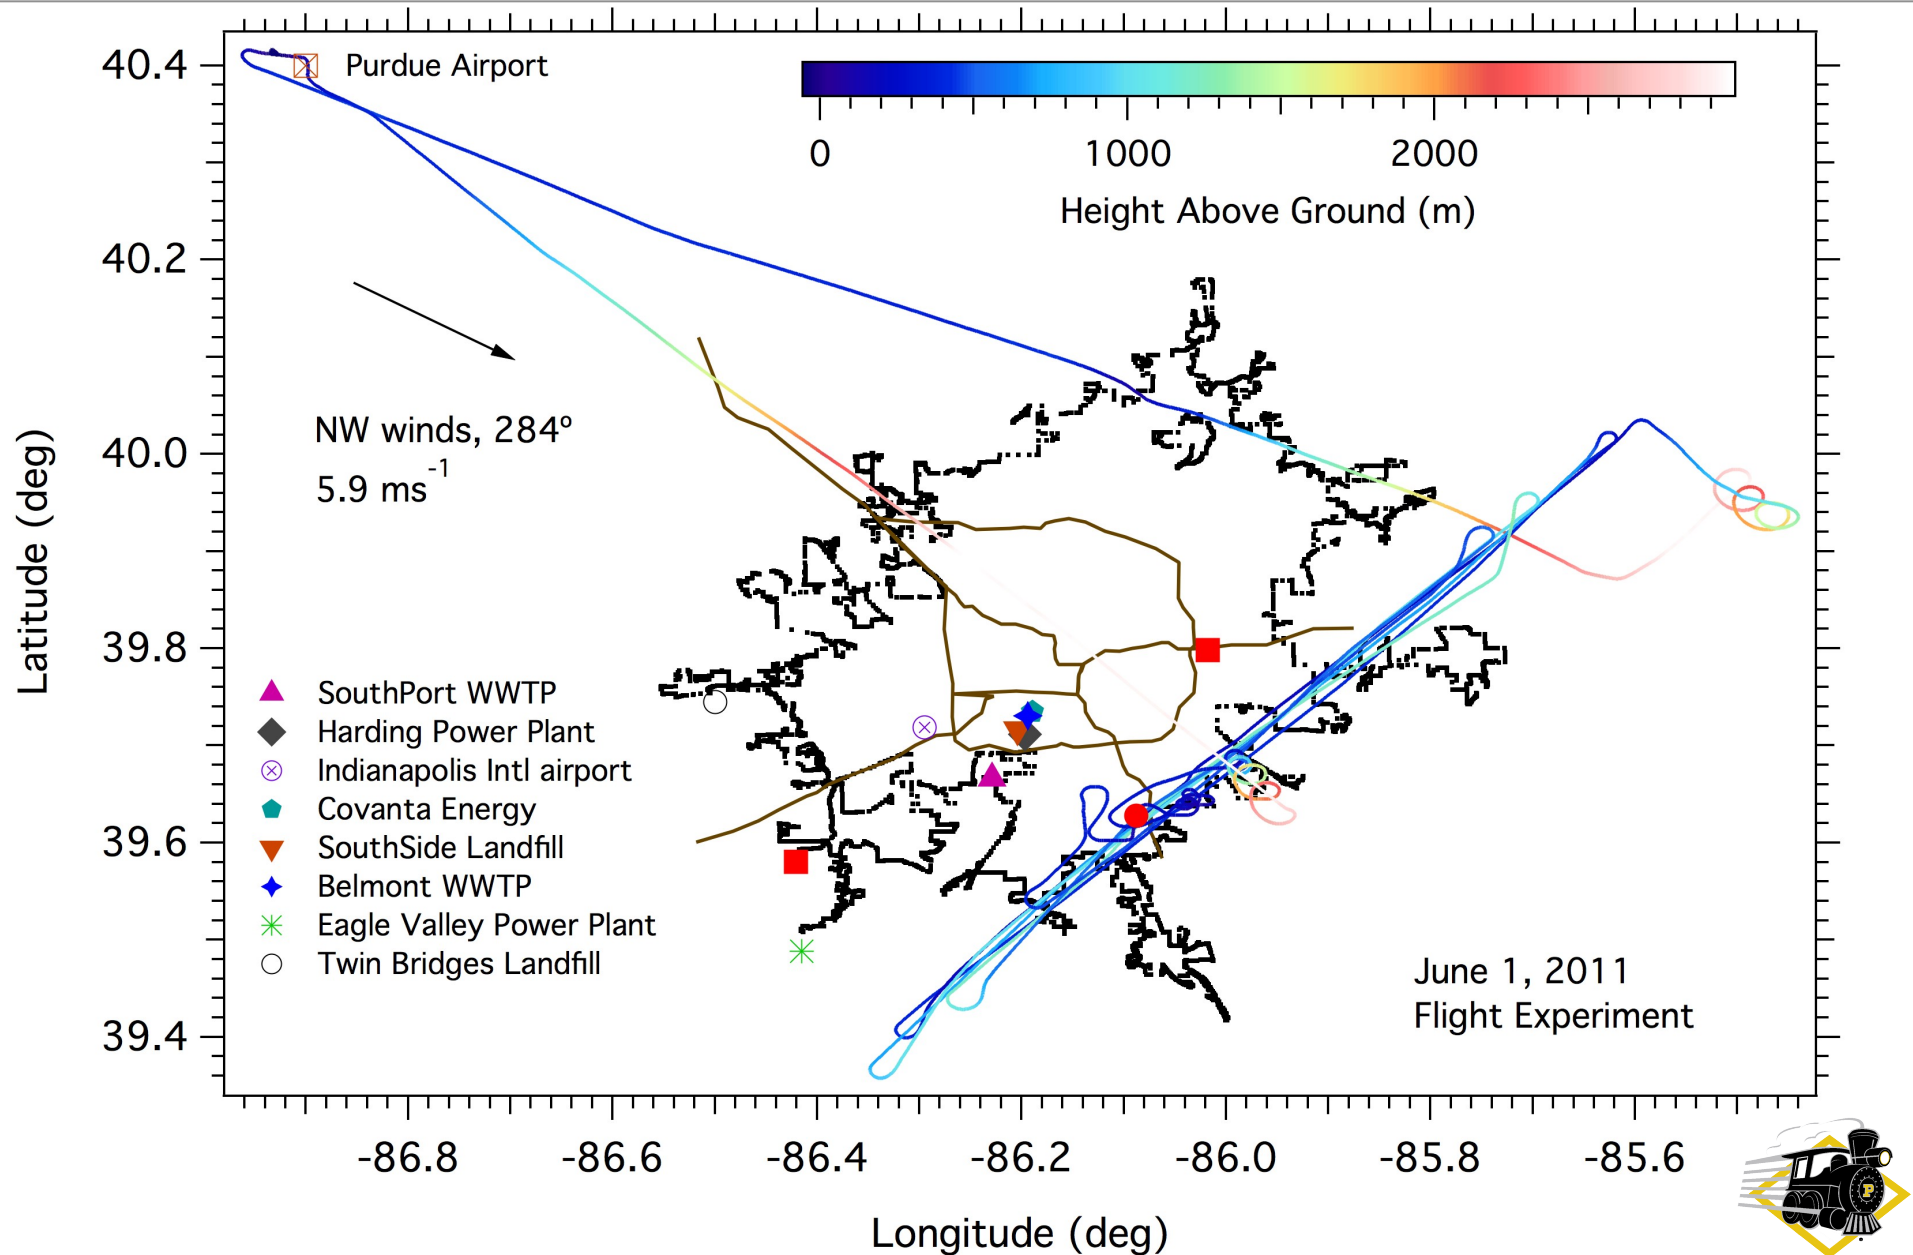 40.4
40.2
40.0
39.8
39.6
39.4
Latitude (deg)
Purdue Airport
0 1000 2000
Height Above Ground (m)
NW winds, 284º
5.9 ms⁻¹
SouthPort WWTP
Harding Power Plant
Indianapolis Intl airport
Covanta Energy
SouthSide Landfill
Belmont WWTP
Eagle Valley Power Plant
Twin Bridges Landfill
June 1, 2011
Flight Experiment
-86.8 -86.6 -86.4 -86.2 -86.0 -85.8 -85.6
Longitude (deg)
P